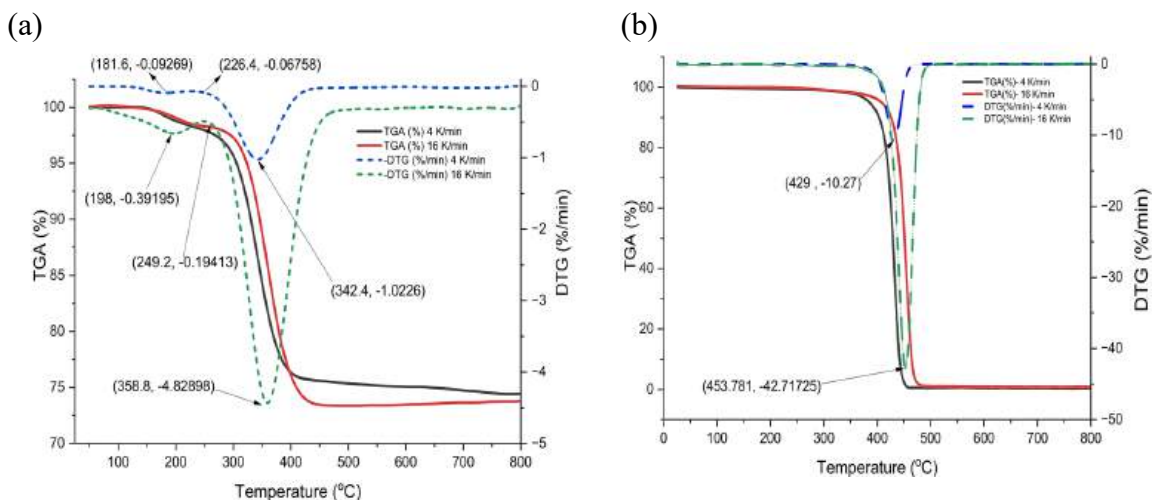 (a)
(181.6, -0.09269)
(226.4, -0.06758)
TGA (%) 4 K/min
TGA (%) 16 K/min
-DTG (%/min) 4 K/min
-DTG (%/min) 16 K/min
(198, -0.39195)
(249.2, -0.19413)
(342.4, -1.0226)
(358.8, -4.82898)
100
95
90
85
80
75
70
TGA (%)
0
−1
−2
−3
−4
−5
DTG (%/min)
100 200 300 400 500 600 700 800
Temperature (ºC)
(b)
TGA(%)- 4 K/min
TGA(%)- 16 K/min
DTG(%/min)- 4 K/min
DTG(%/min)- 16 K/min
(429 , -10.27)
(453.781, -42.71725)
100
80
60
40
20
0
TGA (%)
0
−10
−20
−30
−40
−50
DTG (%/min)
0 100 200 300 400 500 600 700 800
Temperature (ºC)